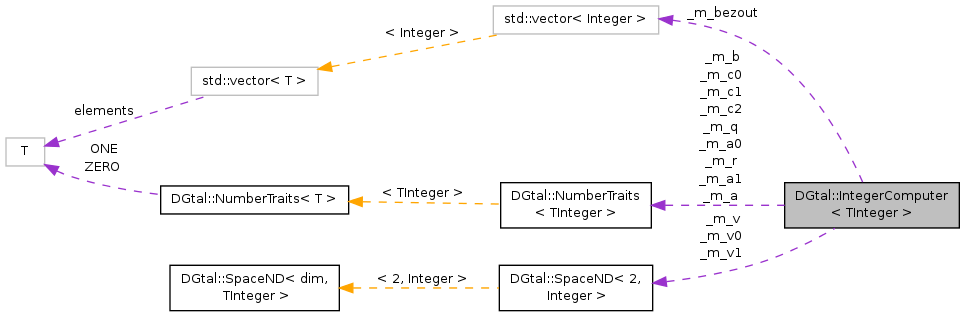 std::vector< Integer >
_m_bezout
< Integer >
std::vector< T >
elements
T
ONE
ZERO
DGtal::NumberTraits< T >
< TInteger >
DGtal::NumberTraits
< TInteger >
_m_b
_m_c0
_m_c1
_m_c2
_m_q
_m_a0
_m_r
_m_a1
_m_a
DGtal::IntegerComputer
< TInteger >
_m_v
_m_v0
_m_v1
DGtal::SpaceND< dim,
TInteger >
< 2, Integer >
DGtal::SpaceND< 2,
Integer >